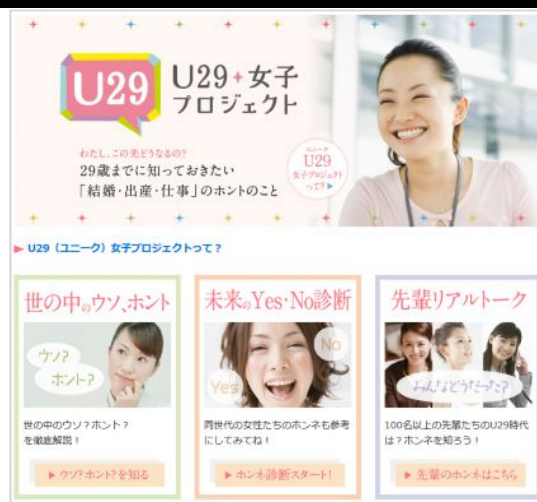 U29
U29+女子
プロジェクト
わたし、この先どうなるの?
29歳までに知っておきたい
「結婚・出産・仕事」のホントのこと
ユニーク
U29
女子プロジェクト
って?▶
▶ U29(ユニーク)女子プロジェクトって?
世の中のウソ、ホント
ウソ?
ホント?
世の中のウソ?ホント?
を徹底解説!
▶ ウソ?ホント?を知る
未来のYes・No診断
No
Yes
同世代の女性たちのホンネも参考
にしてみてね!
▶ ホンネ診断スタート!
先輩リアルトーク
みんなどうだった?
100名以上の先輩たちのU29時代
は?ホンネを知ろう!
▶ 先輩のホンネはこちら